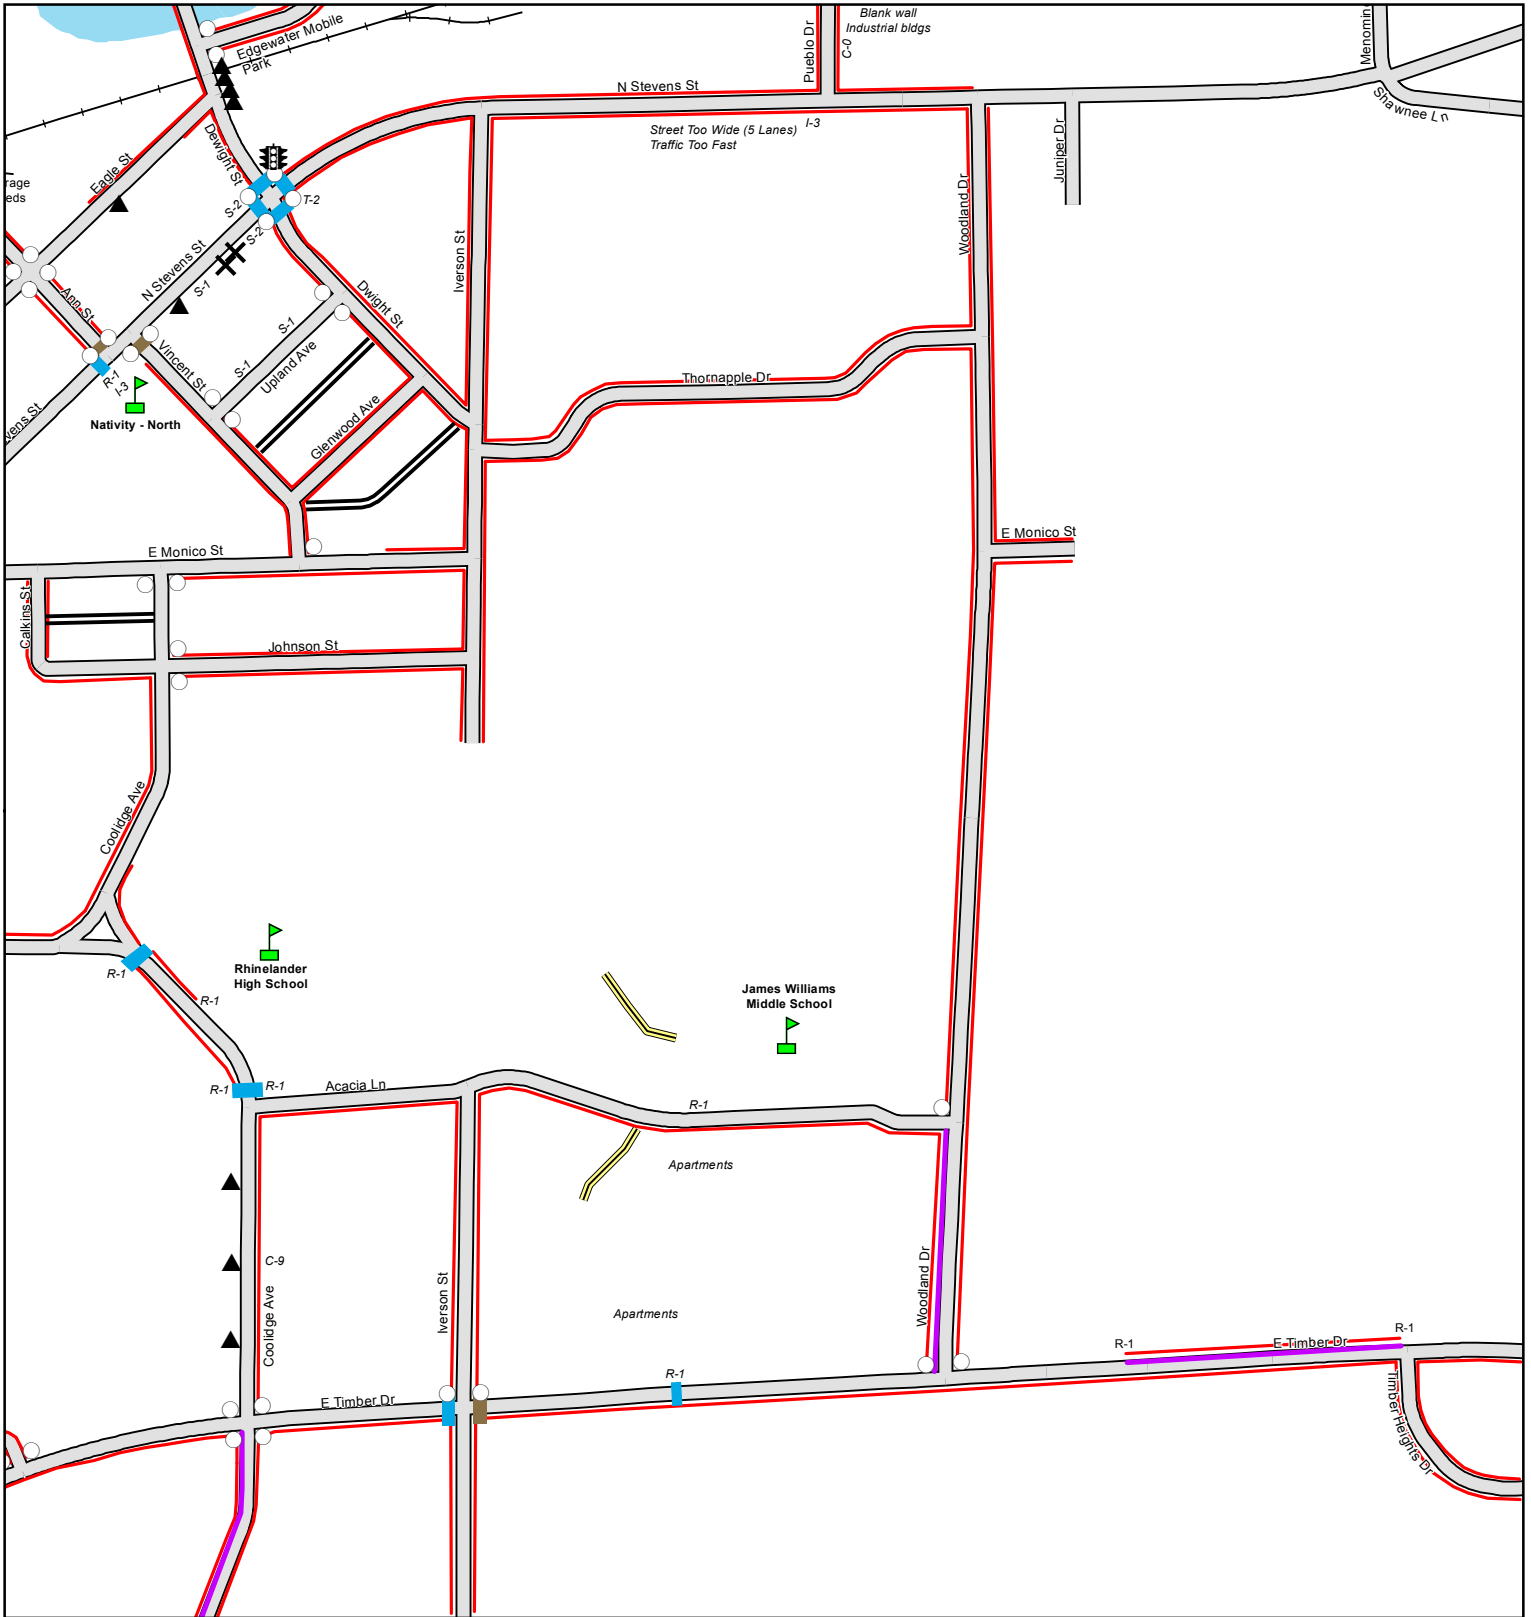 Blank wall
Industrial bldgs
C-0
Pueblo Dr
Edgewater Mobile
Park
N Stevens St
I-3
Street Too Wide (5 Lanes)
Traffic Too Fast
Menomin
Shawnee Ln
Juniper Dr
Dewight St
Eagle St
rage
eds
S-2
T-2
S-2
Woodland Dr
Iverson St
N Stevens St
S-1
Ann St
Dwight St
S-1
Vincent St
S-1
Upland Ave
R-1
I-3
Thornapple Dr
Nativity - North
vens St
Glenwood Ave
E Monico St
E Monico St
Calkins St
Johnson St
Coolidge Ave
R-1
Rhinelander
High School
R-1
James Williams
Middle School
R-1
R-1
Acacia Ln
R-1
Apartments
C-9
Coolidge Ave
Iverson St
Woodland Dr
Apartments
R-1
R-1
E Timber Dr
R-1
E Timber Dr
Timber Heights Dr